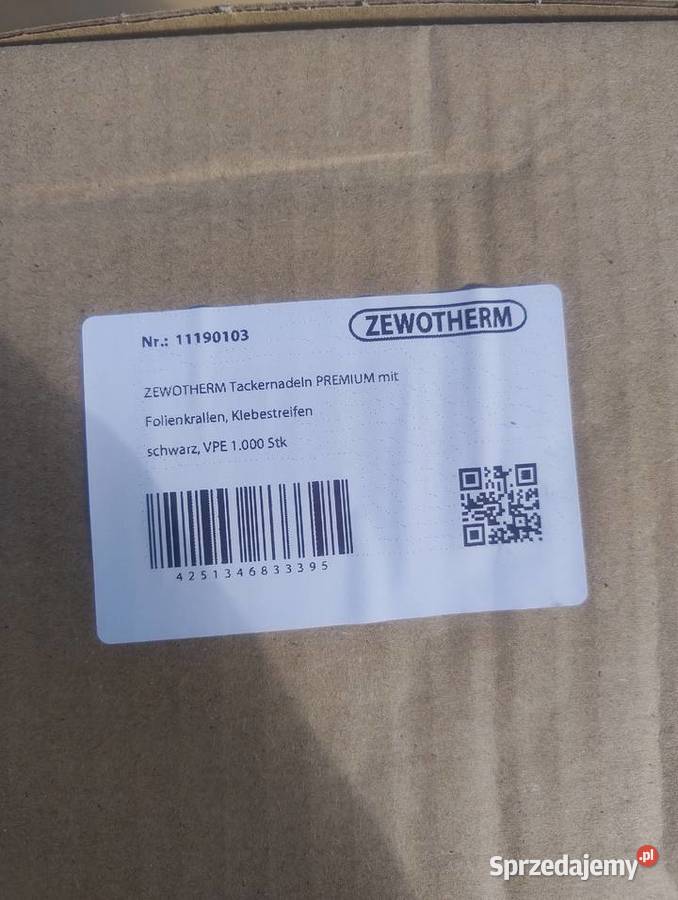 Nr.: 11190103
ZEWOTHERM
ZEWOTHERM Tackernadeln PREMIUM mit
Folienkrallen, Klebestreifen
schwarz, VPE 1.000 Stk
4251346833395
Sprzedajemy.pl